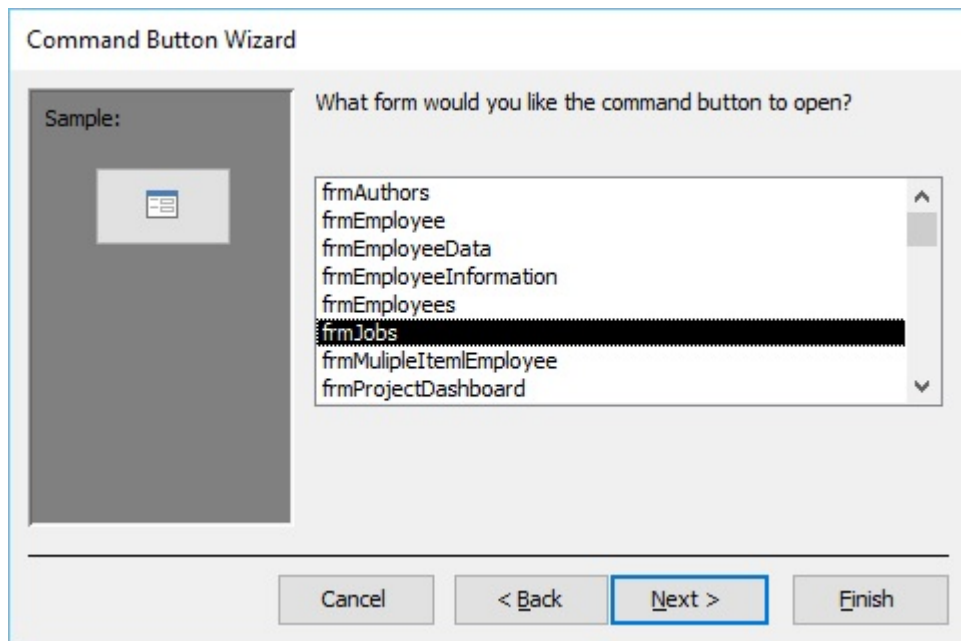 Command Button Wizard
Sample:
What form would you like the command button to open?
frmAuthors
frmEmployee
frmEmployeeData
frmEmployeeInformation
frmEmployees
frmJobs
frmMulipleItemlEmployee
frmProjectDashboard
Cancel
< Back
Next >
Finish